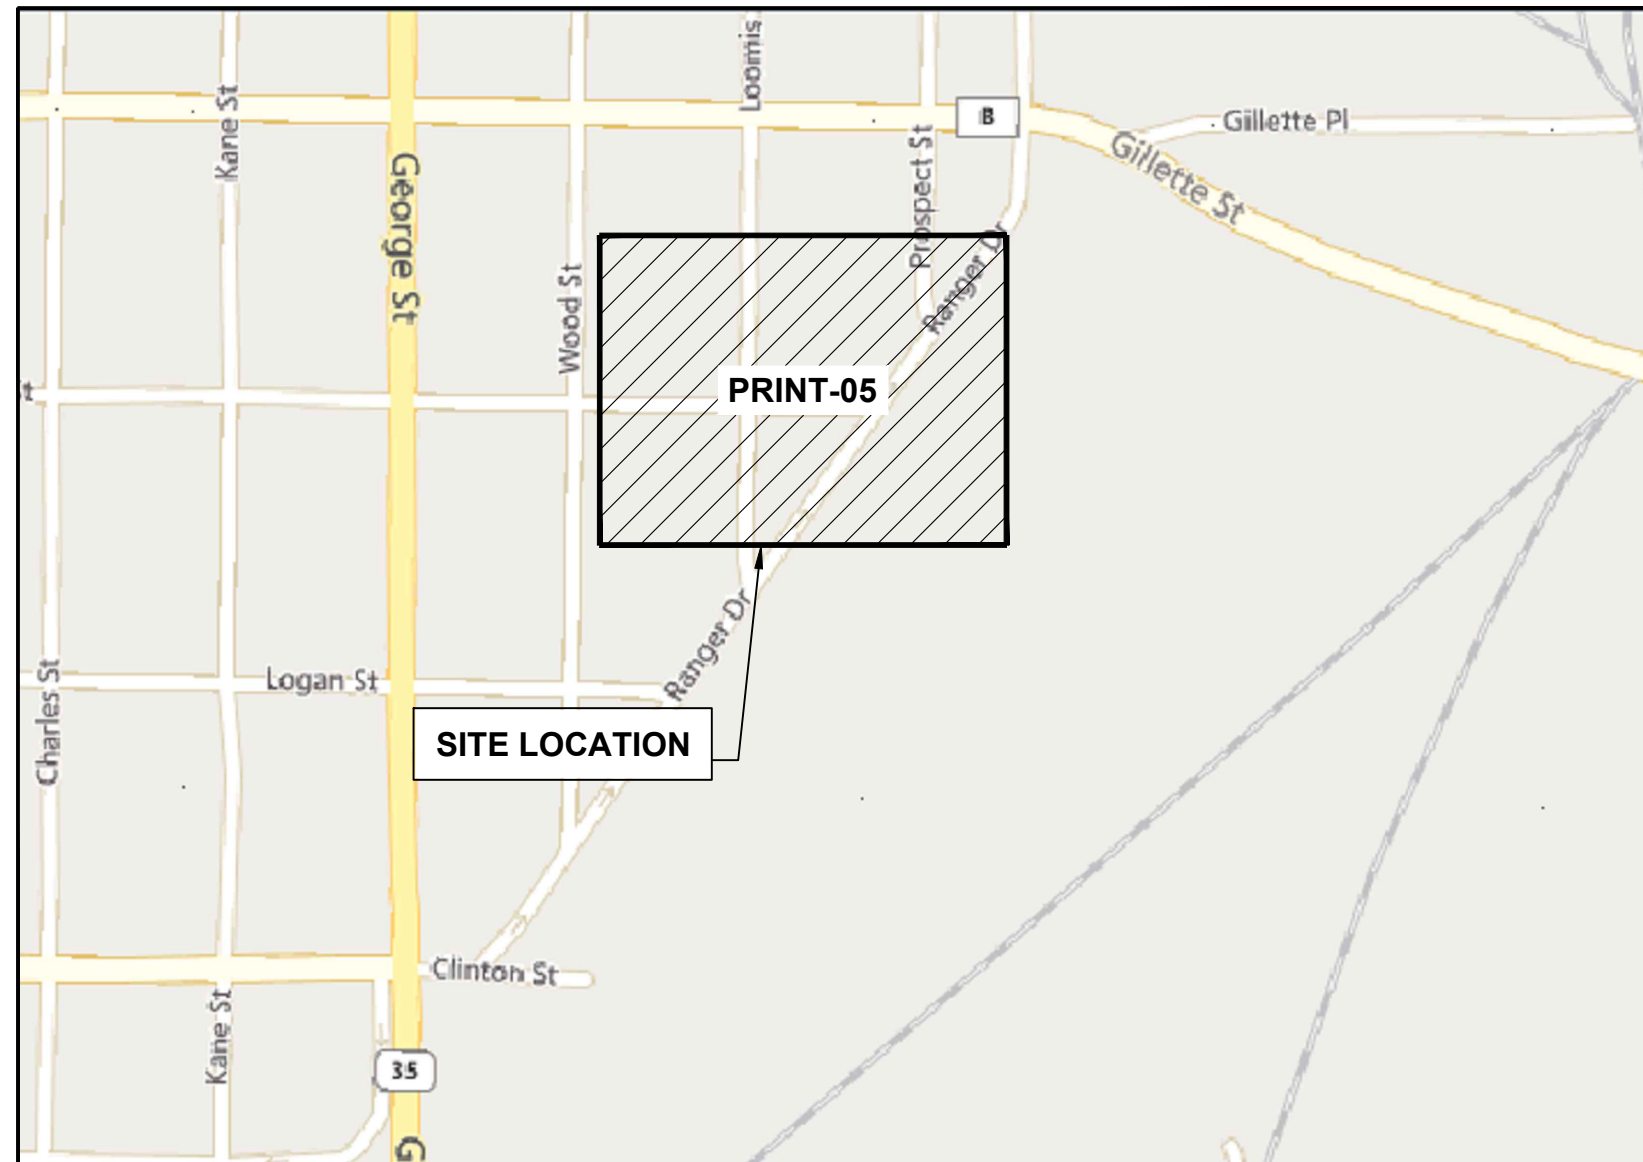 Loomis
Kane St
B
Gillette Pl
Gillette St
George St
Prospect St
Ranger Dr
Wood St
PRINT-05
Ranger Dr
Logan St
Charles St
SITE LOCATION
Clinton St
Kane St
35
G